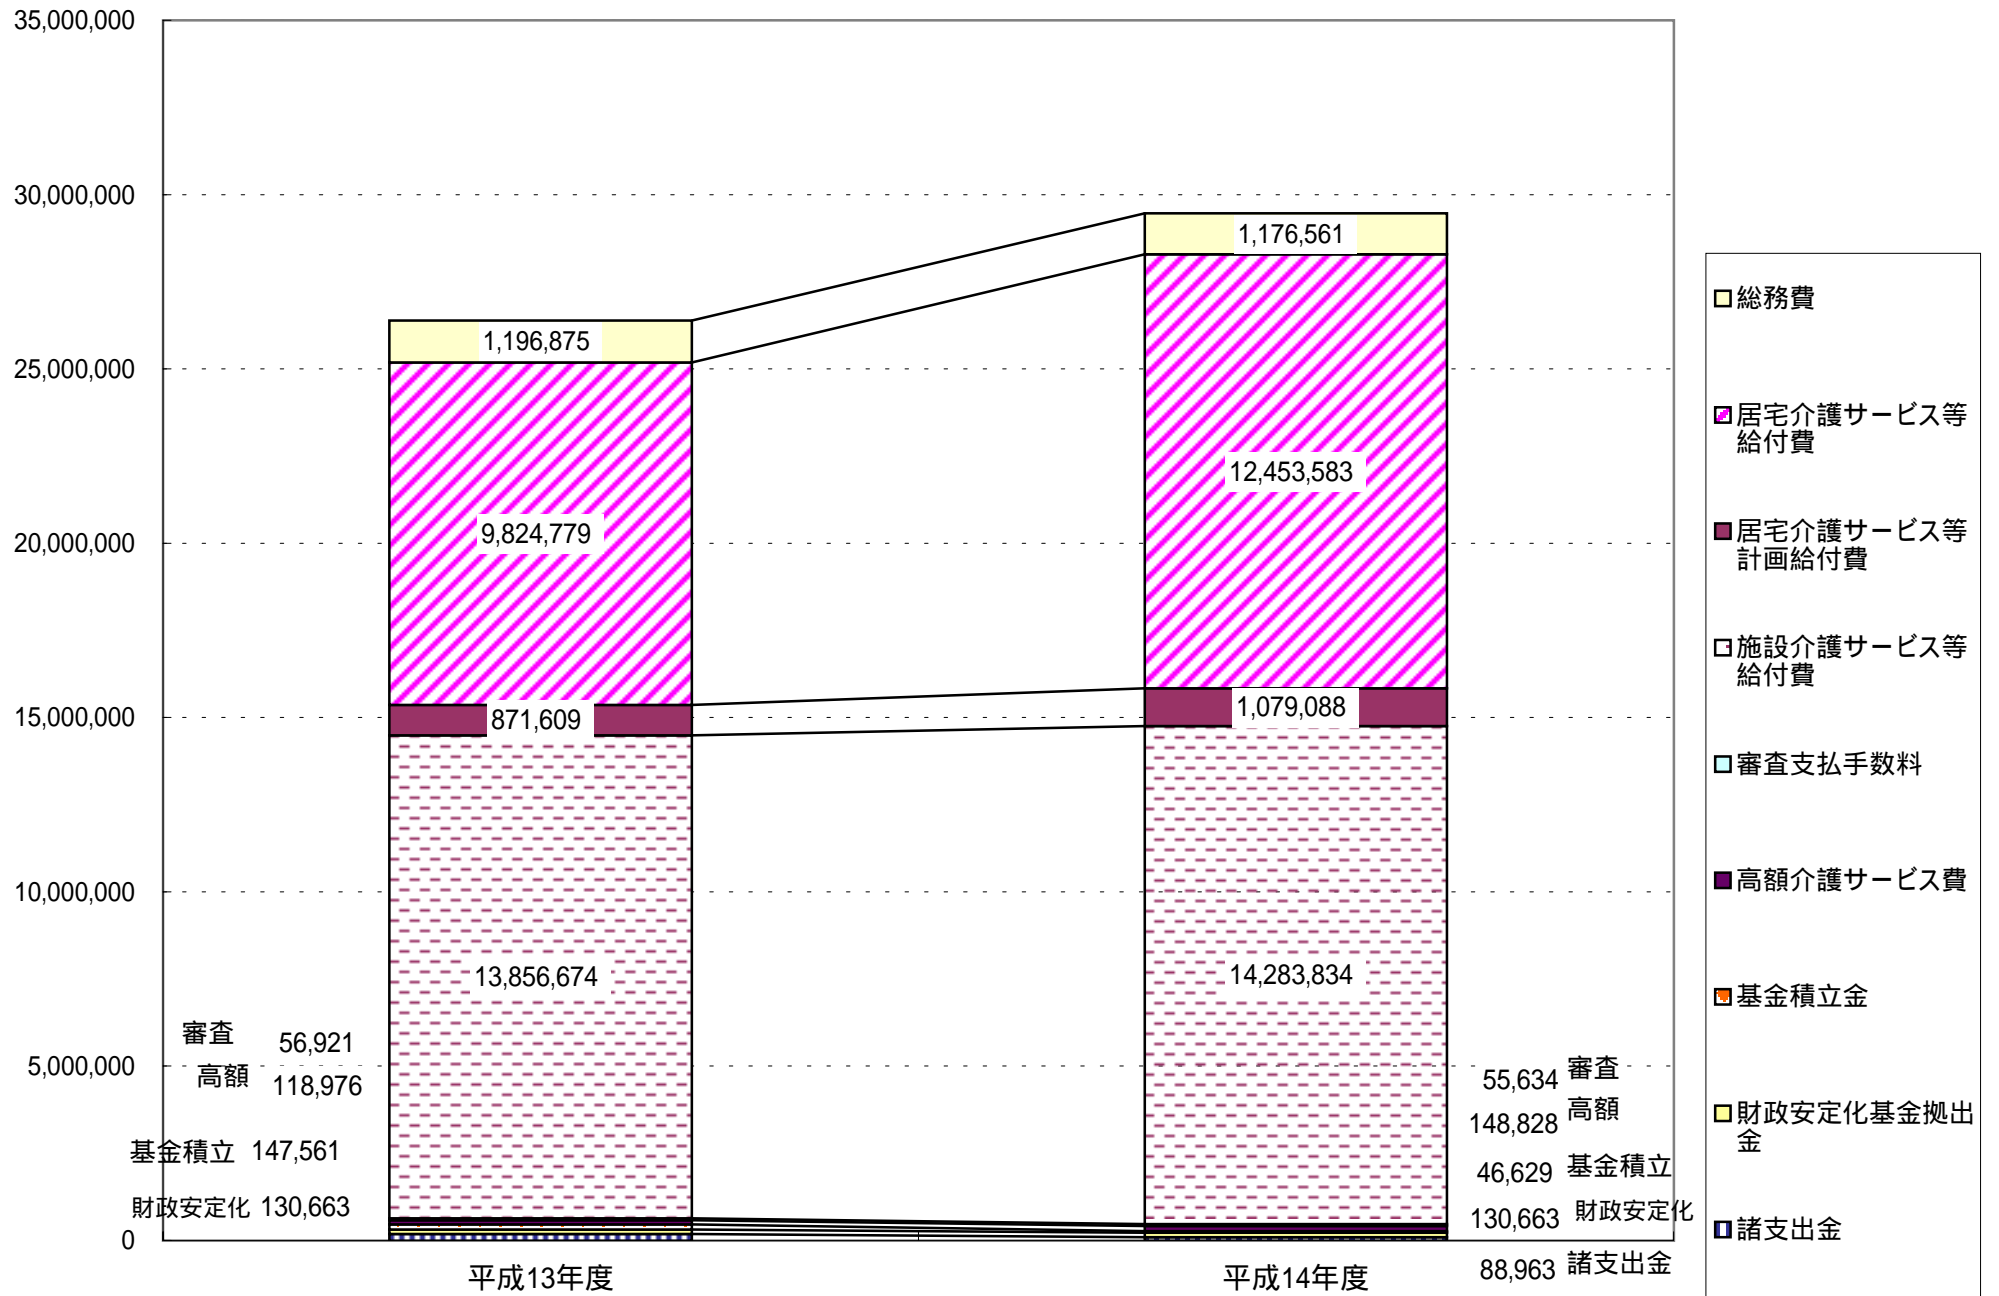 35,000,000
30,000,000
25,000,000
20,000,000
15,000,000
10,000,000
5,000,000
0
1,196,875
9,824,779
871,609
13,856,674
審査 56,921
高額 118,976
基金積立 147,561
財政安定化 130,663
平成13年度
1,176,561
12,453,583
1,079,088
14,283,834
55,634 審査
148,828 高額
46,629 基金積立
130,663 財政安定化
88,963 諸支出金
平成14年度
総務費
居宅介護サービス等
給付費
居宅介護サービス等
計画給付費
施設介護サービス等
給付費
審査支払手数料
高額介護サービス費
基金積立金
財政安定化基金拠出
金
諸支出金